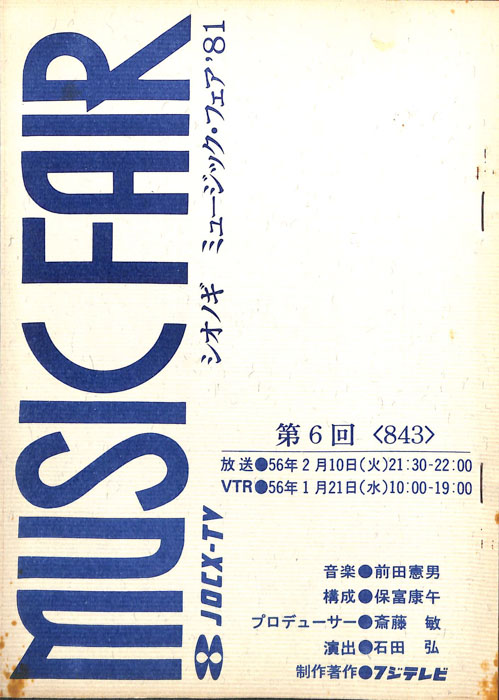 MUSIC FAIR
シオノギ ミュージック・フェア'81
8 JOCX-TV
第6回 〈843〉
放送●56年2月10日(火)21:30-22:00
VTR●56年1月21日(水)10:00-19:00
音楽●前田憲男
構成●保富康午
プロデューサー●斎藤 敏
演出●石田 弘
制作著作●フジテレビ